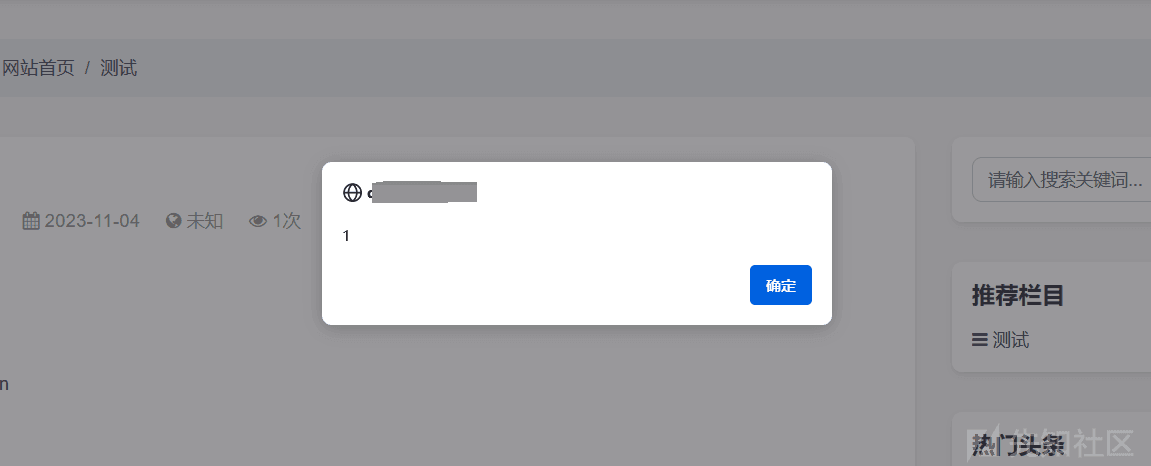 网站首页 / 测试
2023-11-04 未知 1次
1
确定
n
请输入搜索关键词...
推荐栏目
测试
热门头条
先知社区